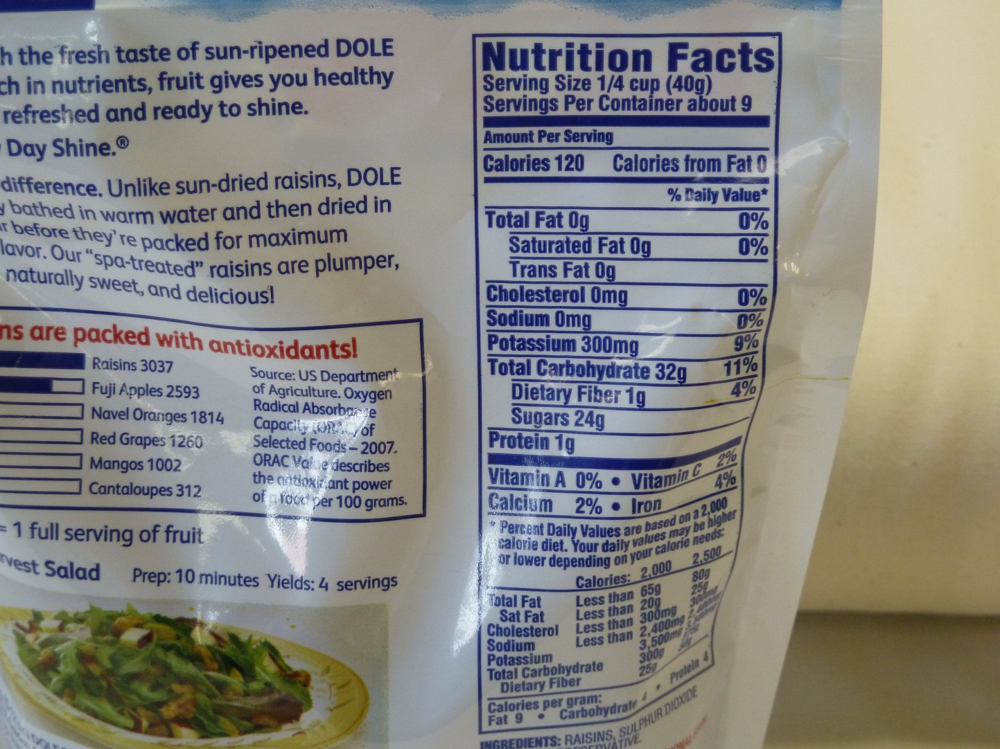 h the fresh taste of sun-ripened DOLE
ch in nutrients, fruit gives you healthy
refreshed and ready to shine.
Day Shine.®
difference. Unlike sun-dried raisins, DOLE
y bathed in warm water and then dried in
ir before they're packed for maximum
lavor. Our “spa-treated” raisins are plumper,
naturally sweet, and delicious!
ns are packed with antioxidants!
Raisins 3037
Fuji Apples 2593
Navel Oranges 1814
Red Grapes 1260
Mangos 1002
Cantaloupes 312
Source: US Department
of Agriculture. Oxygen
Radical Absorbance
Capacity (ORAC) of
Selected Foods – 2007.
ORAC Value describes
the antioxidant power
of a food per 100 grams.
= 1 full serving of fruit
rvest Salad Prep: 10 minutes Yields: 4 servings
Nutrition Facts
Serving Size 1/4 cup (40g)
Servings Per Container about 9
Amount Per Serving
Calories 120 Calories from Fat 0
% Daily Value*
Total Fat 0g 0%
Saturated Fat 0g 0%
Trans Fat 0g
Cholesterol 0mg 0%
Sodium 0mg 0%
Potassium 300mg 9%
Total Carbohydrate 32g 11%
Dietary Fiber 1g 4%
Sugars 24g
Protein 1g
Vitamin A 0% • Vitamin C 2%
Calcium 2% • Iron 4%
* Percent Daily Values are based on a 2,000
calorie diet. Your daily values may be higher
or lower depending on your calorie needs:
Calories: 2,000 2,500
Total Fat Less than 65g 80g
Sat Fat Less than 20g 25g
Cholesterol Less than 300mg 300mg
Sodium Less than 2,400mg
Potassium 3,500mg
Total Carbohydrate 300g
Dietary Fiber 25g
Calories per gram:
Fat 9 • Carbohydrate 4 • Protein 4
INGREDIENTS: RAISINS, SULPHUR DIOXIDE